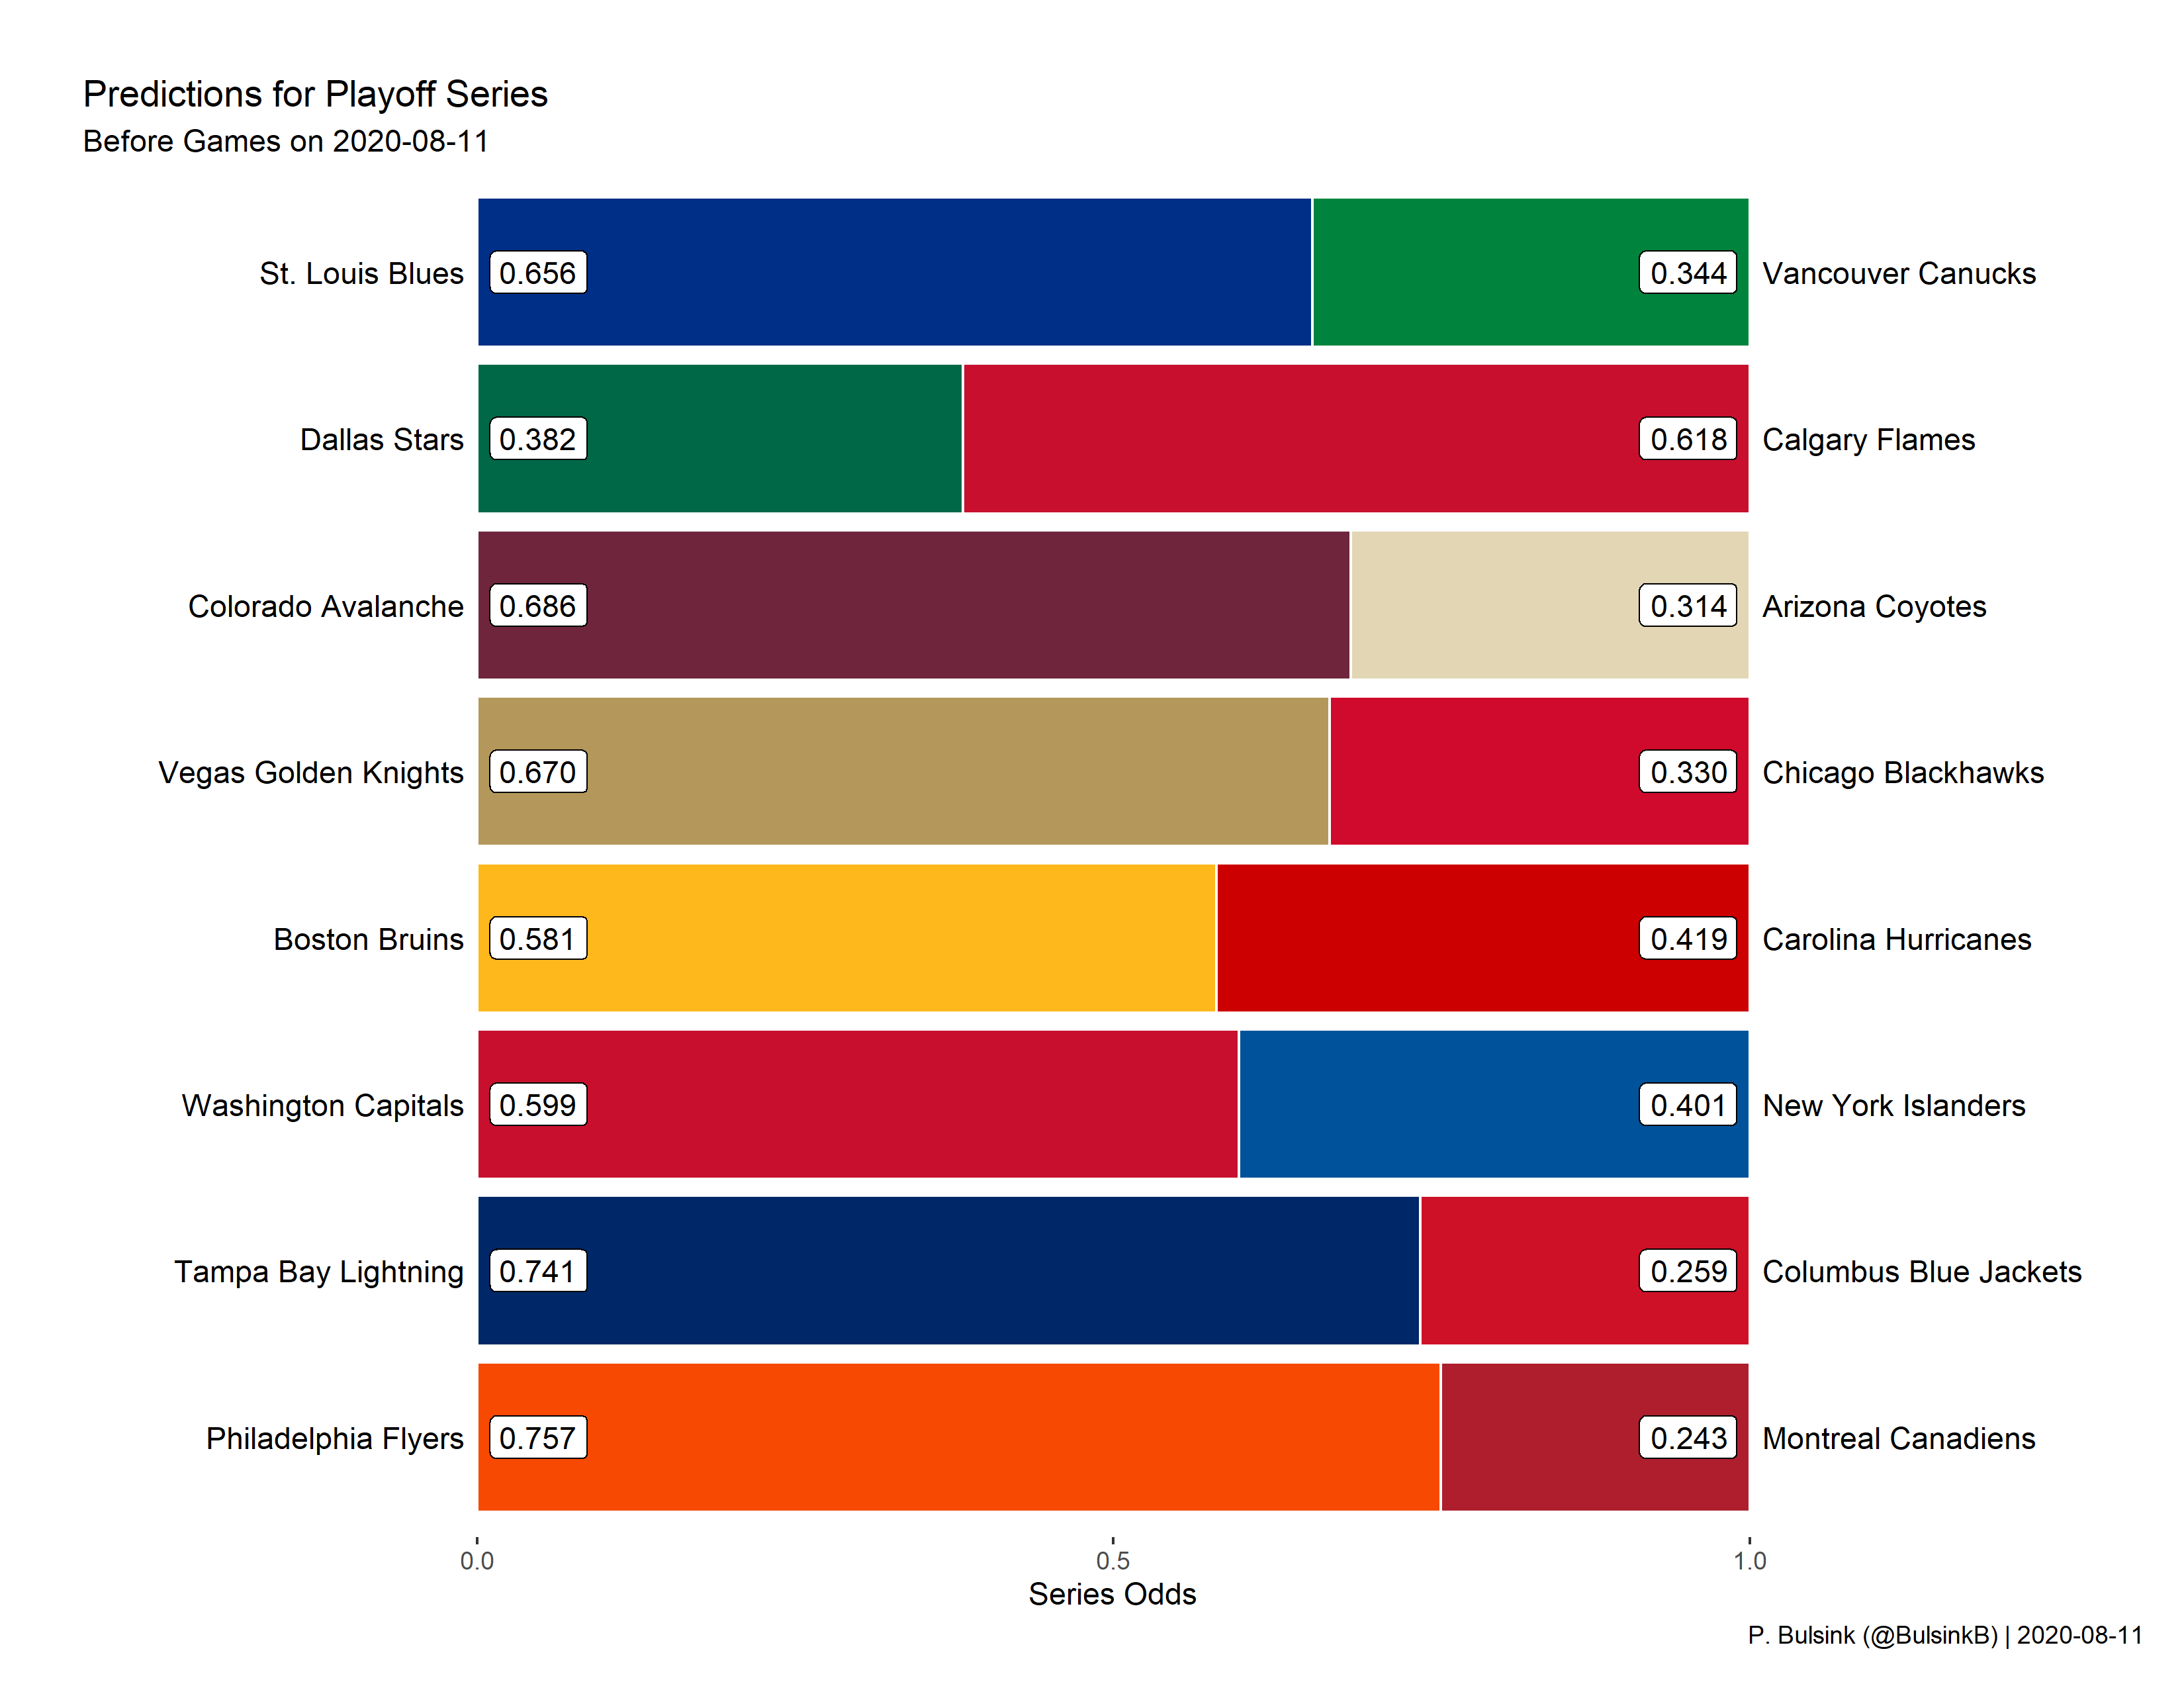 Predictions for Playoff Series
Before Games on 2020-08-11
St. Louis Blues 0.656 0.344 Vancouver Canucks
Dallas Stars 0.382 0.618 Calgary Flames
Colorado Avalanche 0.686 0.314 Arizona Coyotes
Vegas Golden Knights 0.670 0.330 Chicago Blackhawks
Boston Bruins 0.581 0.419 Carolina Hurricanes
Washington Capitals 0.599 0.401 New York Islanders
Tampa Bay Lightning 0.741 0.259 Columbus Blue Jackets
Philadelphia Flyers 0.757 0.243 Montreal Canadiens
0.0 0.5 1.0
Series Odds
P. Bulsink (@BulsinkB) | 2020-08-11